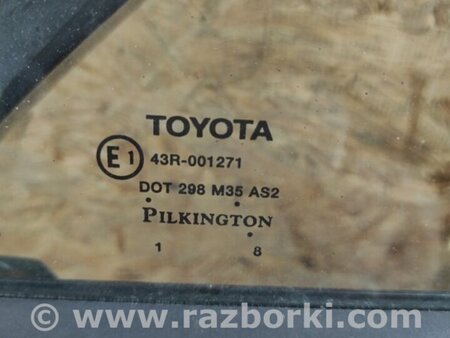 TOYOTA
E1 43R-001271
DOT 298 M35 AS2
PILKINGTON
1 8
www.razborki.com